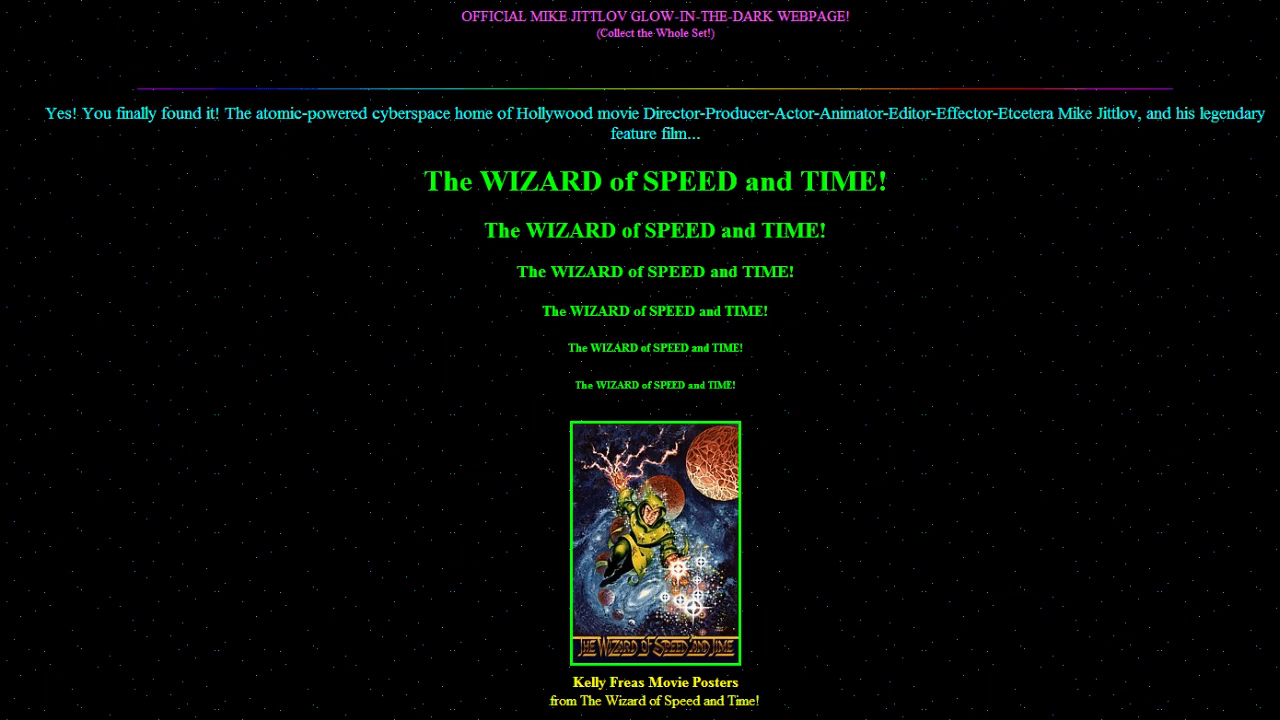 OFFICIAL MIKE JITTLOV GLOW-IN-THE-DARK WEBPAGE!
(Collect the Whole Set!)
Yes! You finally found it! The atomic-powered cyberspace home of Hollywood movie Director-Producer-Actor-Animator-Editor-Effector-Etcetera Mike Jittlov, and his legendary
feature film...
The WIZARD of SPEED and TIME!
The WIZARD of SPEED and TIME!
The WIZARD of SPEED and TIME!
The WIZARD of SPEED and TIME!
The WIZARD of SPEED and TIME!
The WIZARD of SPEED and TIME!
THE WIZARD OF SPEED AND TIME
Kelly Freas Movie Posters
from The Wizard of Speed and Time!